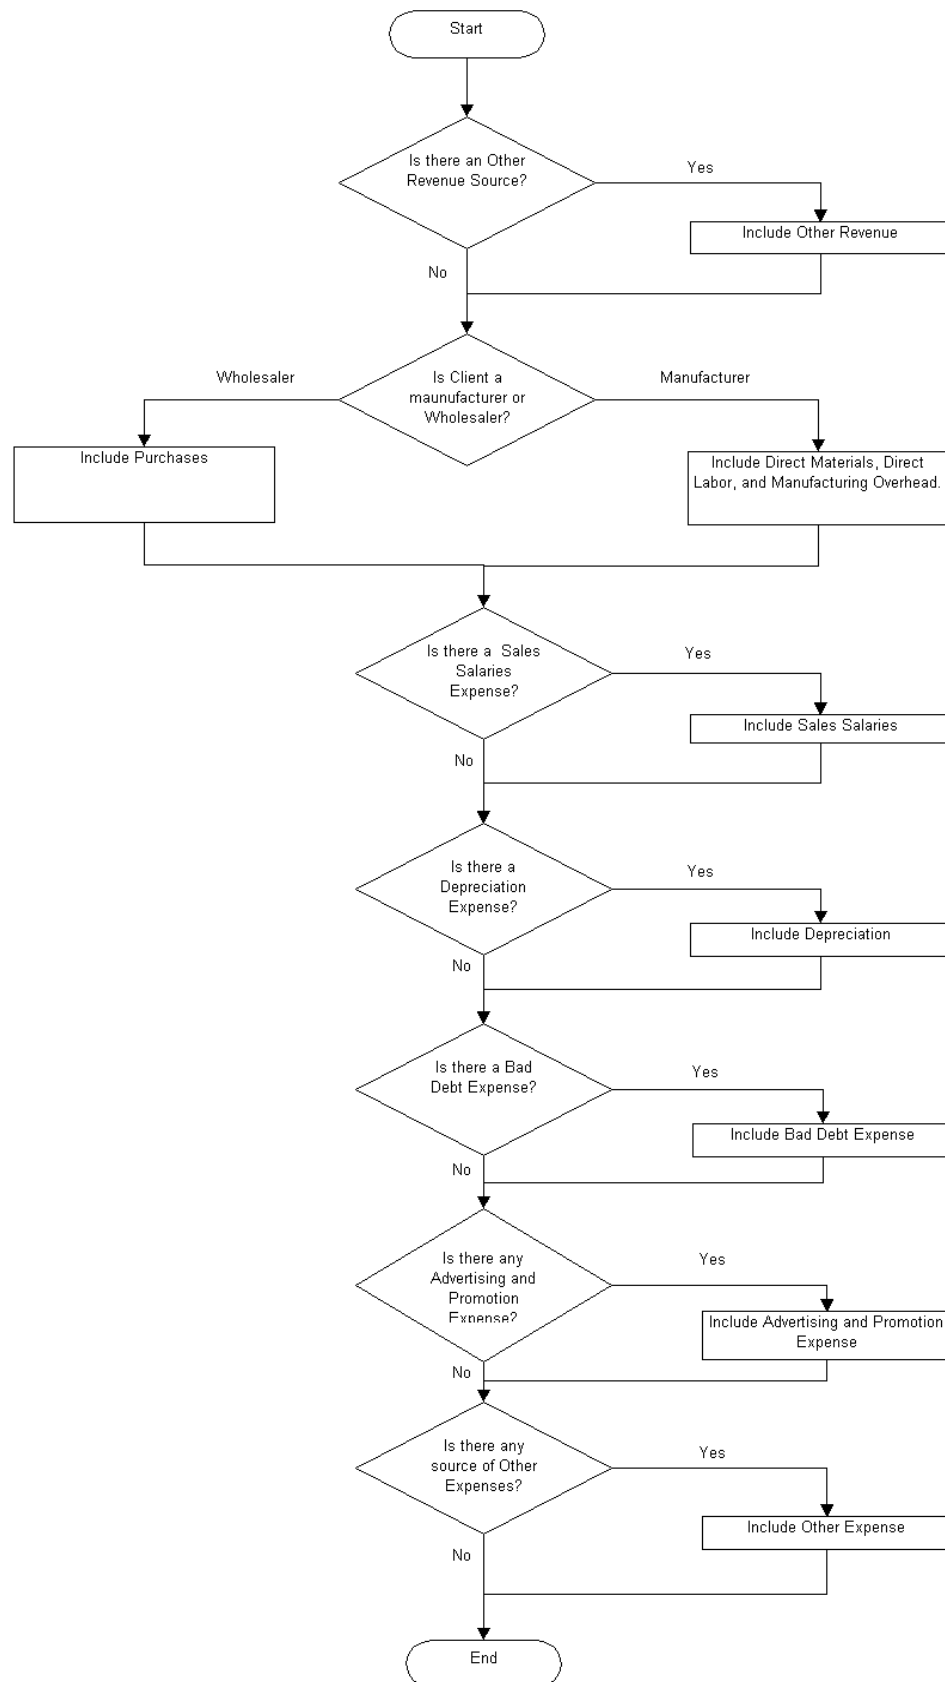 Start
Is there an Other
Revenue Source?
Yes
Include Other Revenue
No
Is Client a
maunufacturer or
Wholesaler?
Wholesaler
Manufacturer
Include Purchases
Include Direct Materials, Direct
Labor, and Manufacturing Overhead.
Is there a Sales
Salaries
Expense?
Yes
Include Sales Salaries
No
Is there a
Depreciation
Expense?
Yes
Include Depreciation
No
Is there a Bad
Debt Expense?
Yes
Include Bad Debt Expense
No
Is there any
Advertising and
Promotion
Expense?
Yes
Include Advertising and Promotion
Expense
No
Is there any
source of Other
Expenses?
Yes
Include Other Expense
No
End